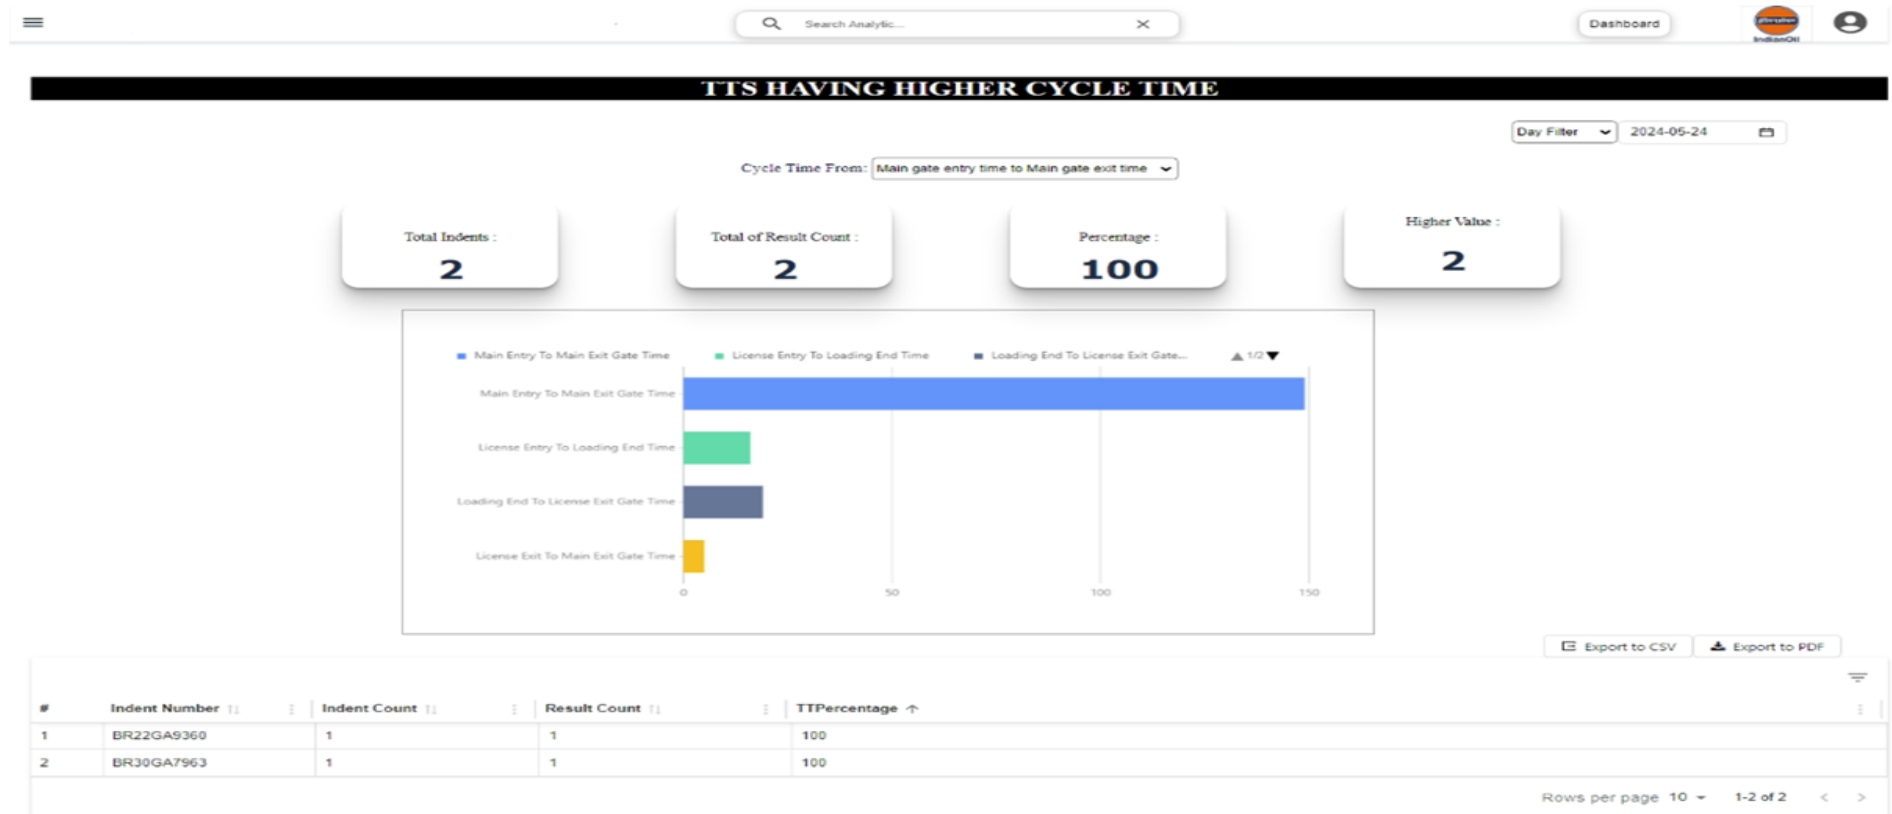 Search Analytic...
Dashboard
IndianOil
TTS HAVING HIGHER CYCLE TIME
Day Filter 2024-05-24
Cycle Time From: Main gate entry time to Main gate exit time
Total Indents :
2
Total of Result Count :
2
Percentage :
100
Higher Value :
2
Main Entry To Main Exit Gate Time License Entry To Loading End Time Loading End To License Exit Gate... 1/2
Main Entry To Main Exit Gate Time
License Entry To Loading End Time
Loading End To License Exit Gate Time
License Exit To Main Exit Gate Time
0 50 100 150
Export to CSV Export to PDF
# Indent Number Indent Count Result Count TTPercentage
1 BR22GA9360 1 1 100
2 BR30GA7963 1 1 100
Rows per page 10 1-2 of 2